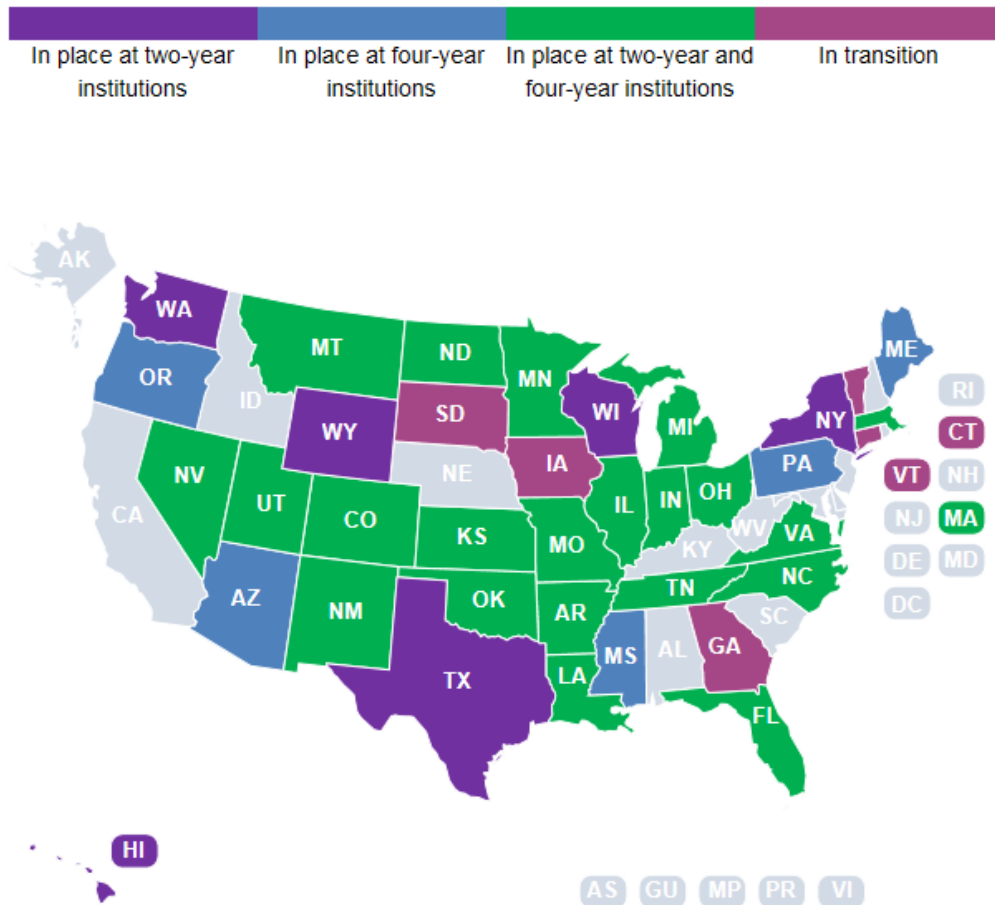 In place at two-year institutions
In place at four-year institutions
In place at two-year and four-year institutions
In transition
AK
WA
MT
ND
MN
ME
OR
ID
SD
WI
NY
RI
WY
MI
CT
IA
PA
NE
VT
NH
NV
UT
IL
IN
OH
CA
CO
WV
NJ
MA
KS
MO
VA
KY
DE
MD
AZ
NM
OK
TN
NC
AR
SC
DC
MS
AL
GA
TX
LA
FL
HI
AS
GU
MP
PR
VI